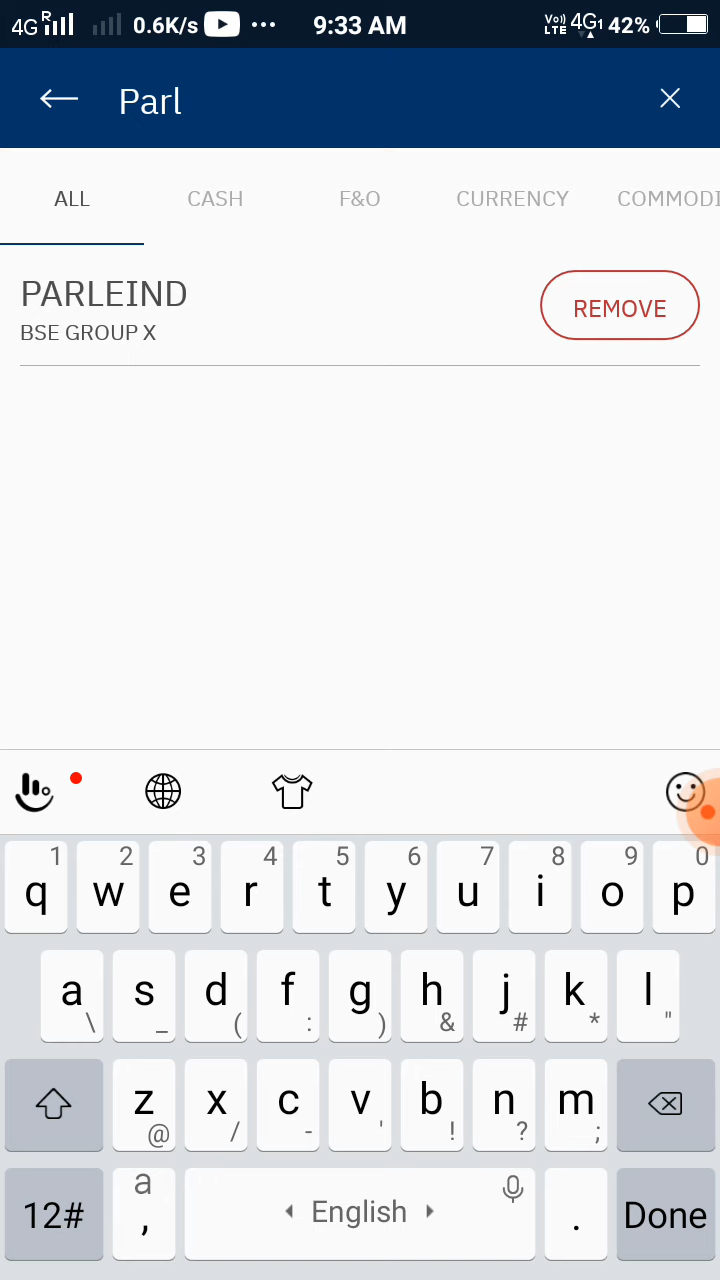 4G R 0.6K/s ••• 9:33 AM Vo)) LTE 4G1 42%
Parl
ALL CASH F&O CURRENCY COMMODI
PARLEIND
BSE GROUP X
REMOVE
1 2 3 4 5 6 7 8 9 0
q w e r t y u i o p
a s d f g h j k l
\ _ ( : ) & # * "
z x c v b n m
@ / - ' ! ? ;
12# a , English . Done